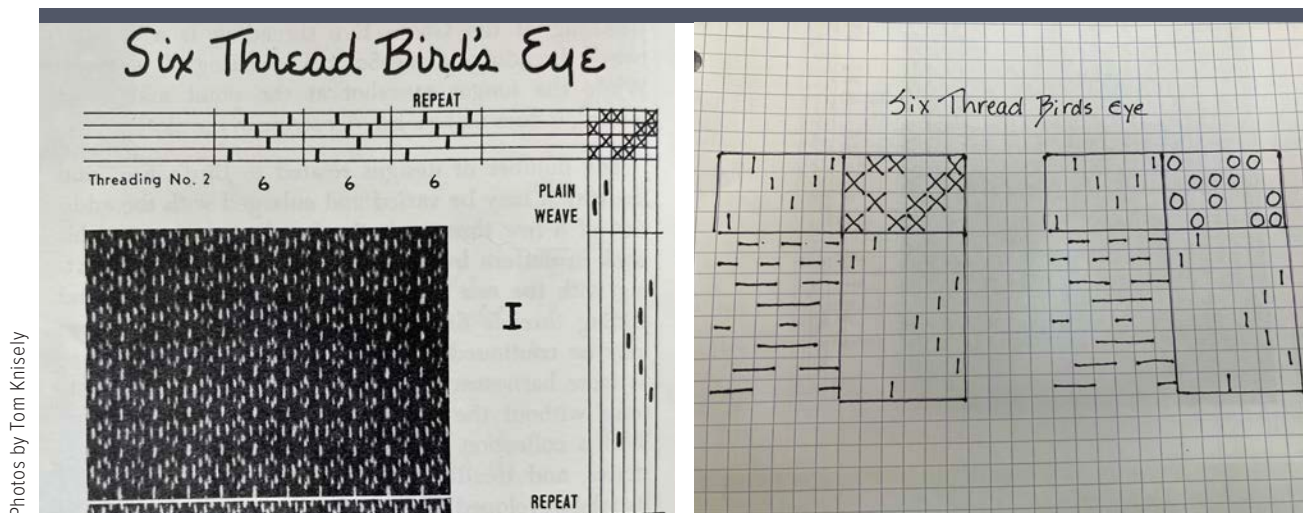 Six Thread Bird's Eye
REPEAT
Threading No. 2 6 6 6
PLAIN
WEAVE
I
REPEAT
Six Thread Birds Eye
Photos by Tom Knisely